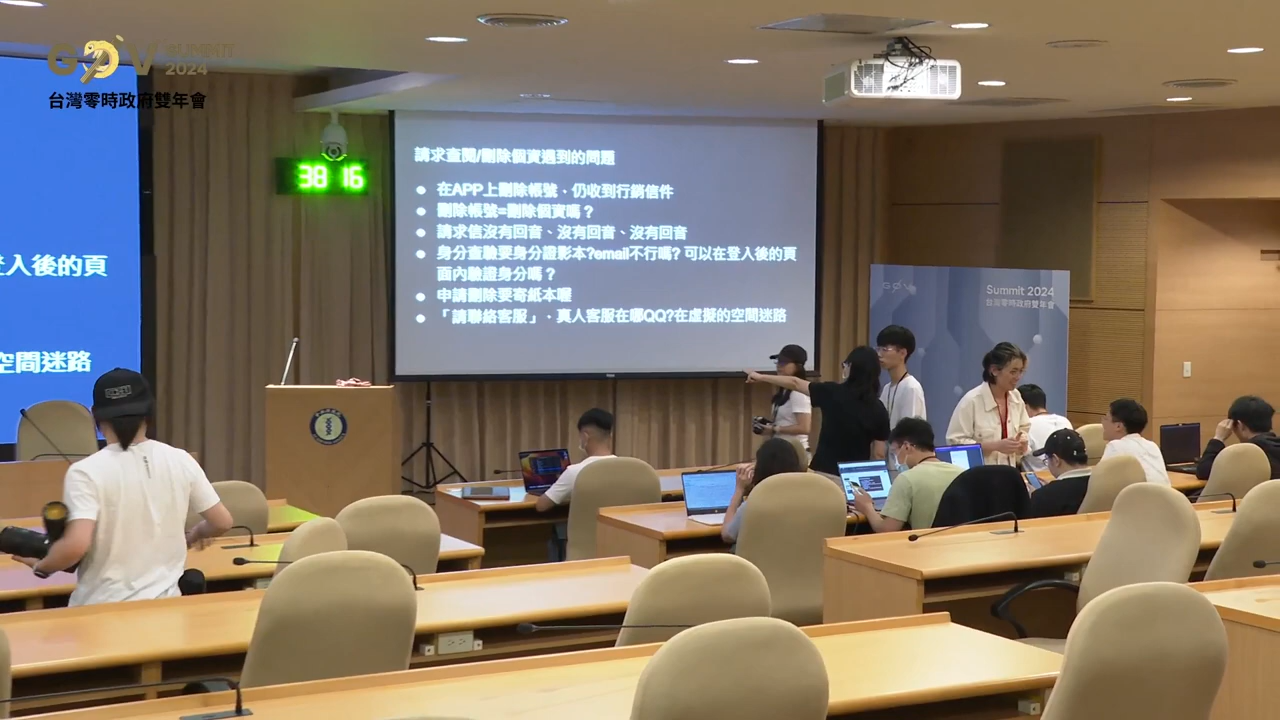 G0V SUMMIT
2024
台灣零時政府雙年會
38 16
請求查閱/刪除個資遇到的問題
在APP上刪除帳號、仍收到行銷信件
刪除帳號=刪除個資嗎？
請求信沒有回音、沒有回音、沒有回音
身分查驗要身分證影本?email不行嗎? 可以在登入後的頁
面內驗證身分嗎？
申請刪除要寄紙本喔
「請聯絡客服」、真人客服在哪QQ?在虛擬的空間迷路
登入後的頁
空間迷路
G0V
Summit 2024
台灣零時政府雙年會